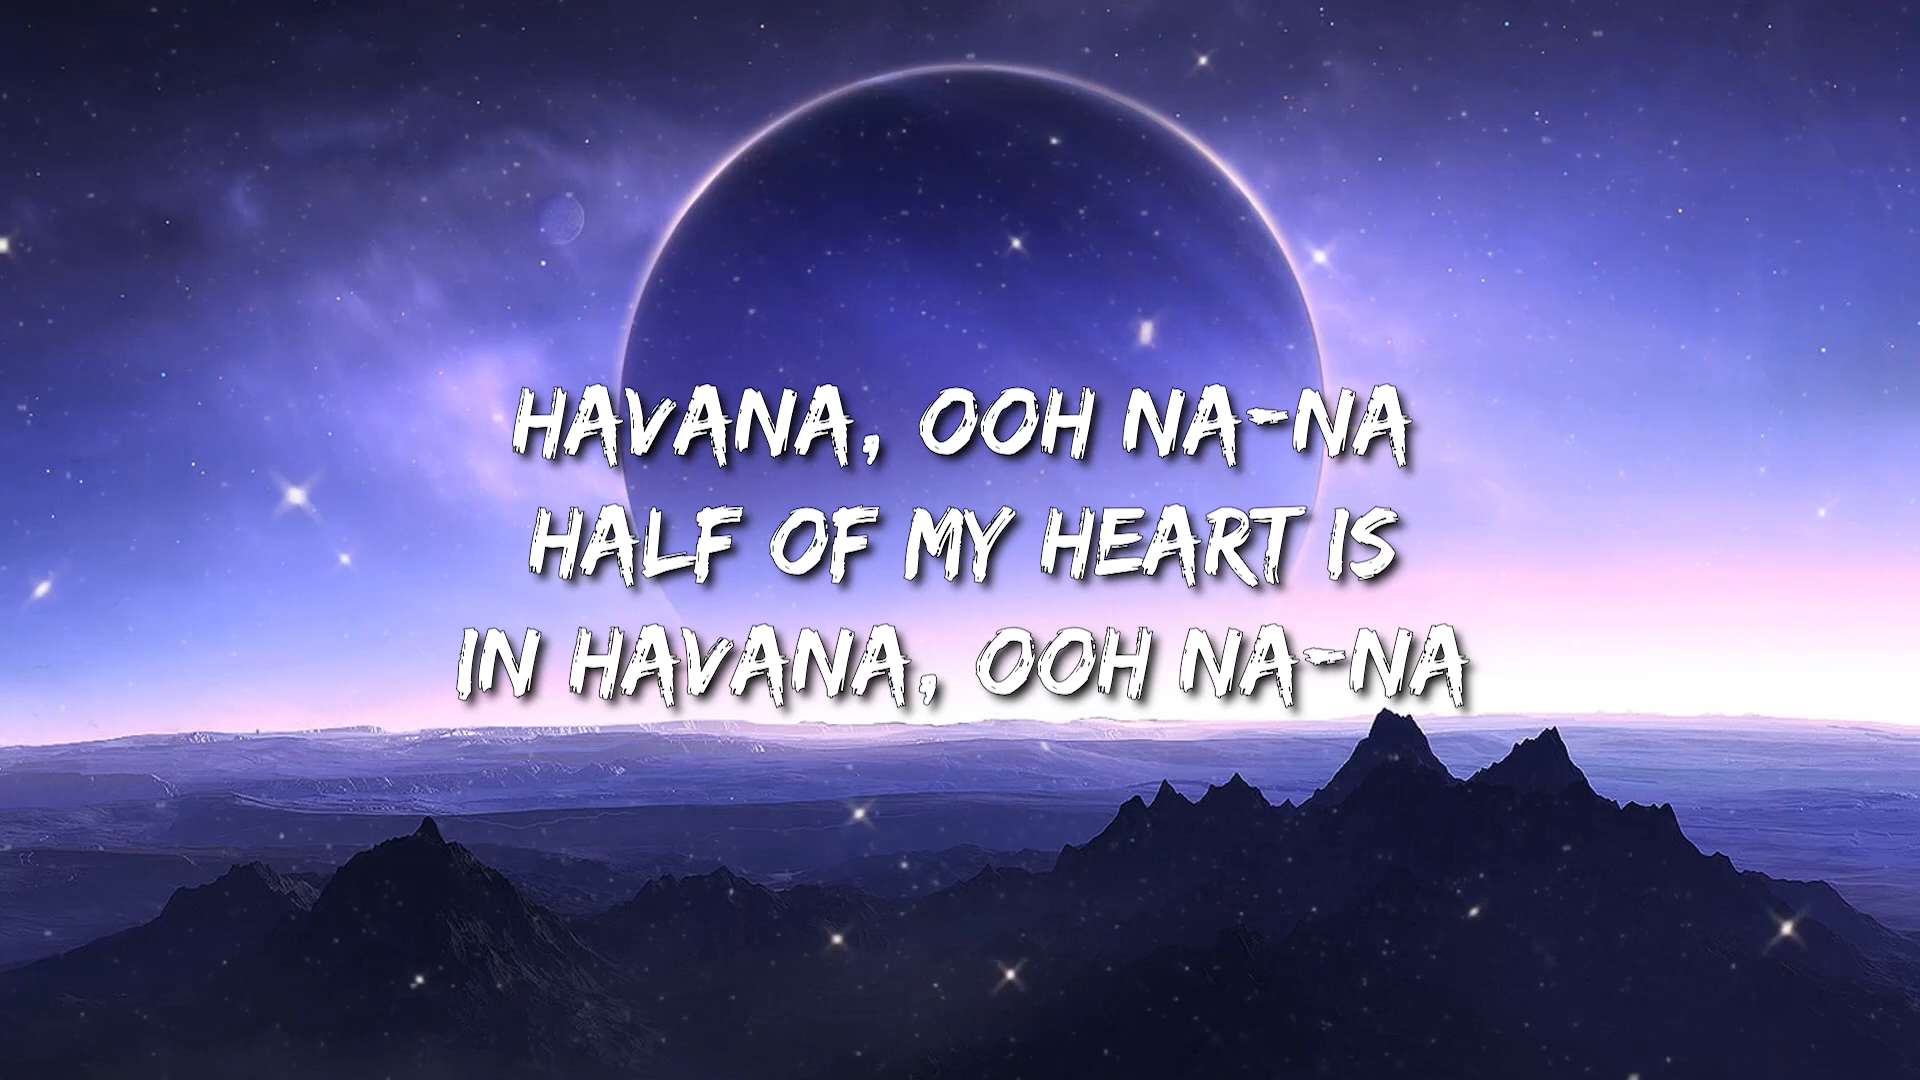 HAVANA, OOH NA-NA
HALF OF MY HEART IS
IN HAVANA, OOH NA-NA